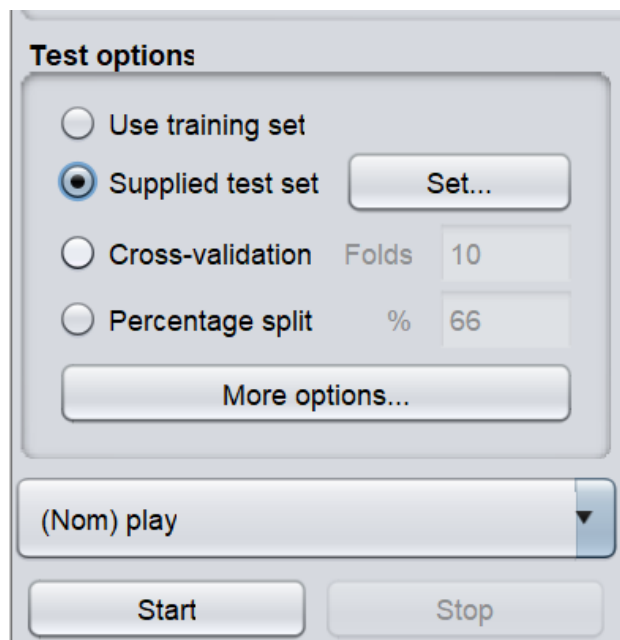 Test options
Use training set
Supplied test set Set...
Cross-validation Folds 10
Percentage split % 66
More options...
(Nom) play
Start Stop